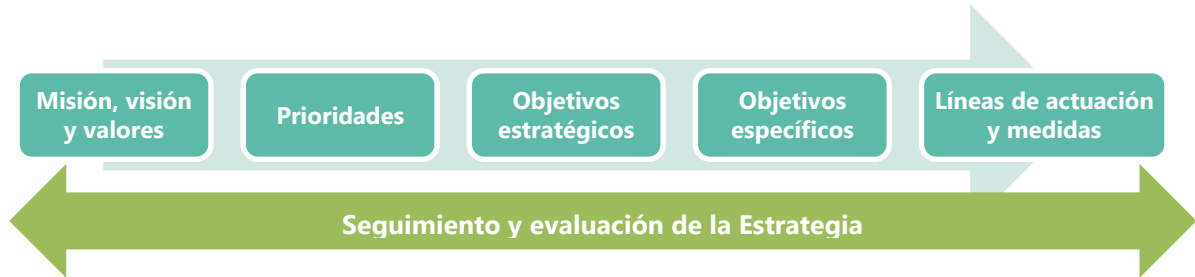 Misión, visión
y valores
Prioridades
Objetivos
estratégicos
Objetivos
específicos
Líneas de actuación
y medidas
Seguimiento y evaluación de la Estrategia